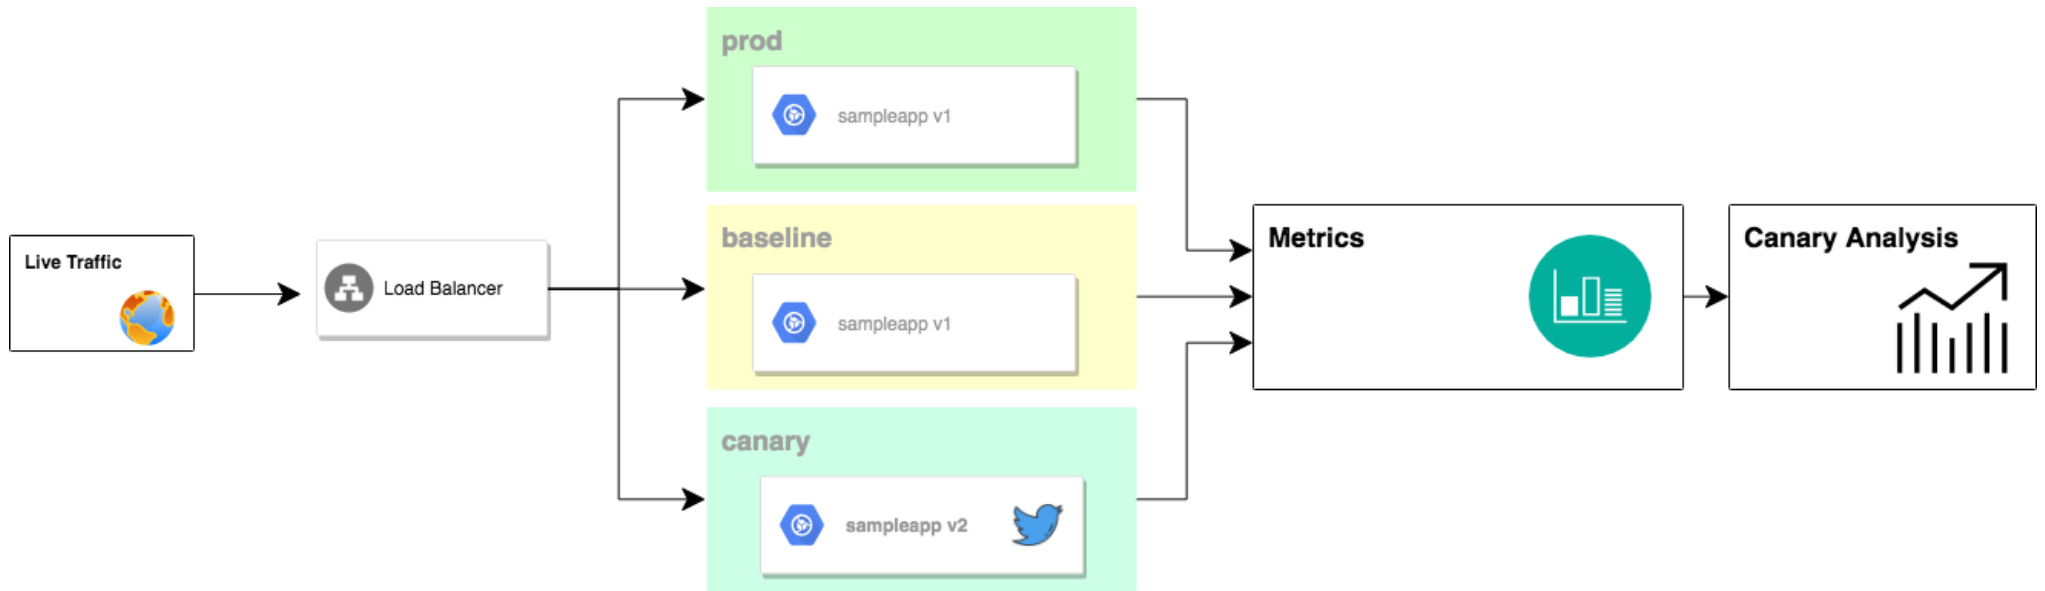 Live Traffic
Load Balancer
prod
sampleapp v1
baseline
sampleapp v1
canary
sampleapp v2
Metrics
Canary Analysis